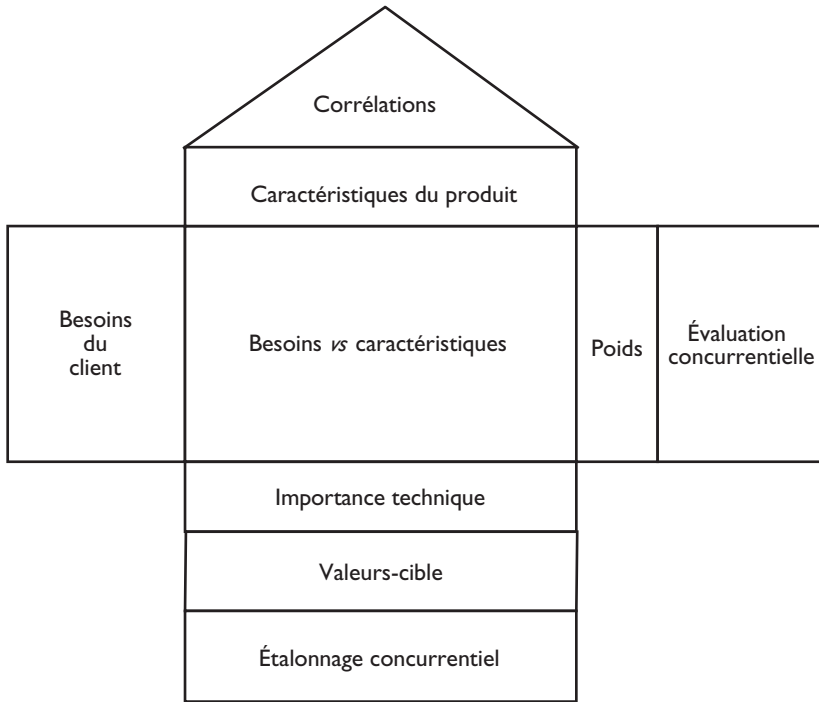 Corrélations
Caractéristiques du produit
Besoins
du
client
Besoins vs caractéristiques
Poids
Évaluation
concurrentielle
Importance technique
Valeurs-cible
Étalonnage concurrentiel